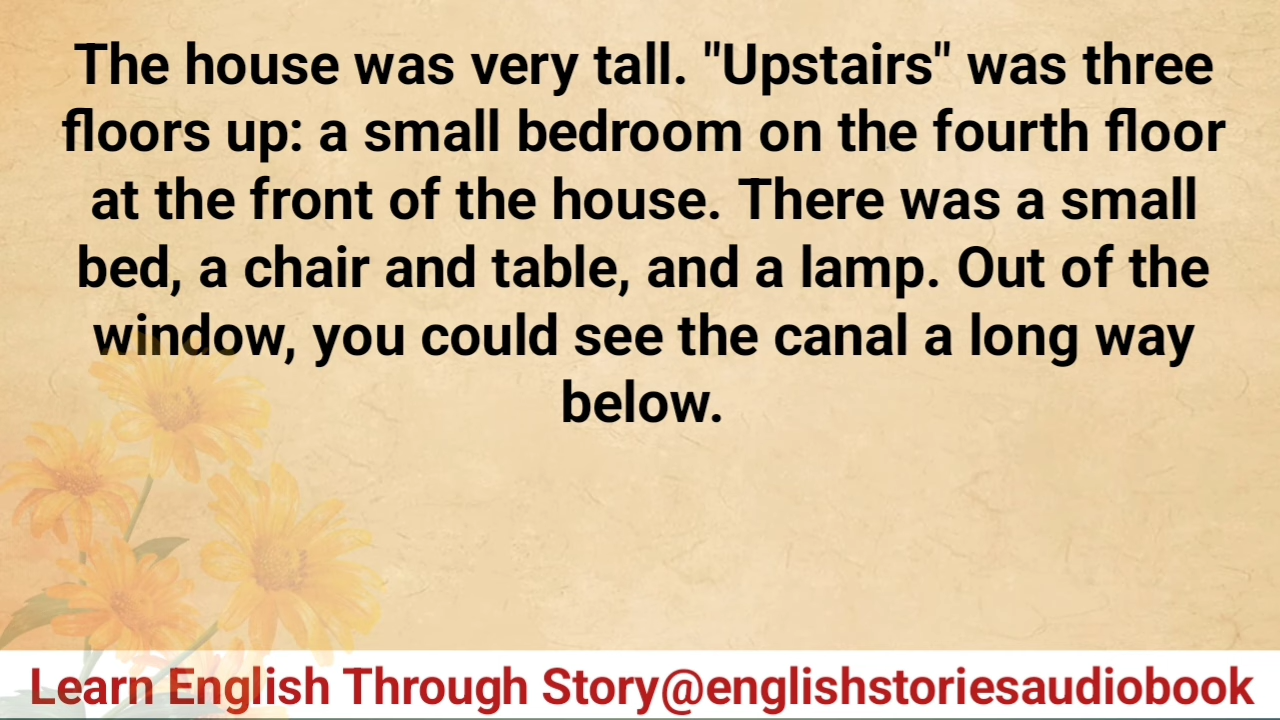 The house was very tall. "Upstairs" was three
floors up: a small bedroom on the fourth floor
at the front of the house. There was a small
bed, a chair and table, and a lamp. Out of the
window, you could see the canal a long way
below.
Learn English Through Story@englishstoriesaudiobook